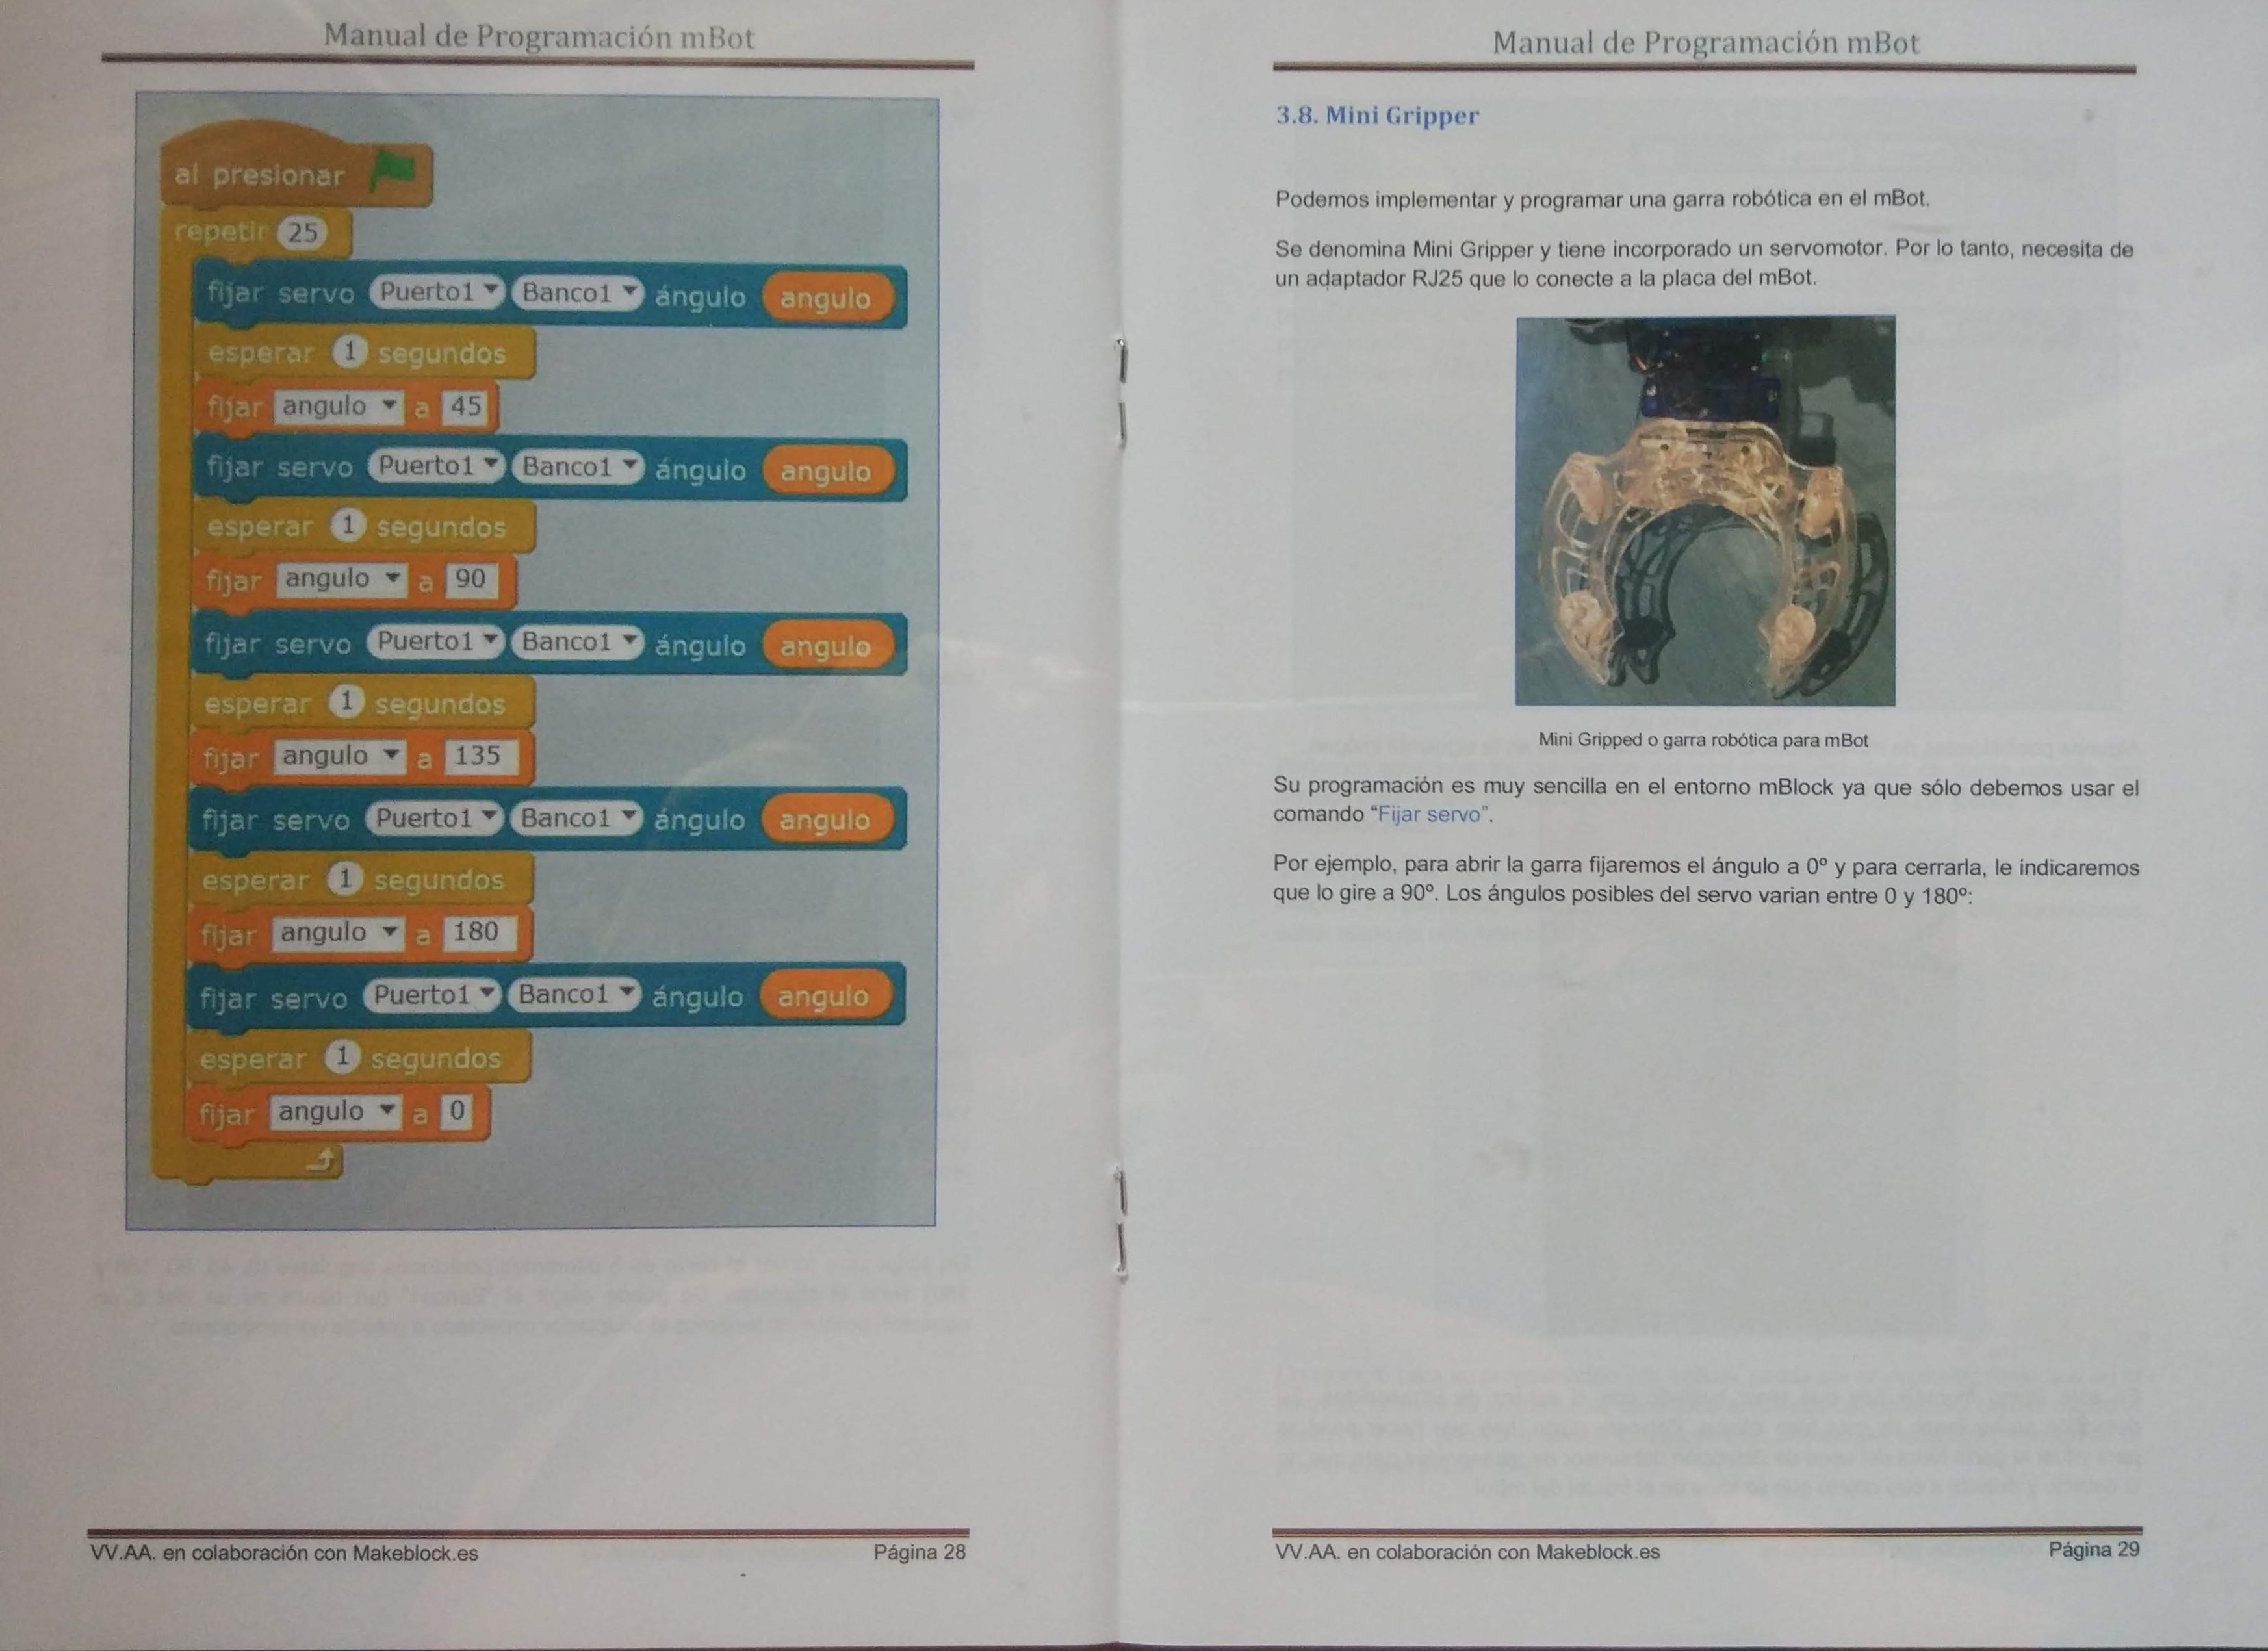 Manual de Programación mBot
al presionar
repetir 25
fijar servo Puerto1 Banco1 ángulo angulo
esperar 1 segundos
fijar angulo a 45
fijar servo Puerto1 Banco1 ángulo angulo
esperar 1 segundos
fijar angulo a 90
fijar servo Puerto1 Banco1 ángulo angulo
esperar 1 segundos
fijar angulo a 135
fijar servo Puerto1 Banco1 ángulo angulo
esperar 1 segundos
fijar angulo a 180
fijar servo Puerto1 Banco1 ángulo angulo
esperar 1 segundos
fijar angulo a 0
VV.AA. en colaboración con Makeblock.es Página 28
Manual de Programación mBot
3.8. Mini Gripper
Podemos implementar y programar una garra robótica en el mBot.
Se denomina Mini Gripper y tiene incorporado un servomotor. Por lo tanto, necesita de
un adaptador RJ25 que lo conecte a la placa del mBot.
Mini Gripped o garra robótica para mBot
Su programación es muy sencilla en el entorno mBlock ya que sólo debemos usar el
comando “Fijar servo”.
Por ejemplo, para abrir la garra fijaremos el ángulo a 0º y para cerrarla, le indicaremos
que lo gire a 90º. Los ángulos posibles del servo varian entre 0 y 180º:
VV.AA. en colaboración con Makeblock.es Página 29